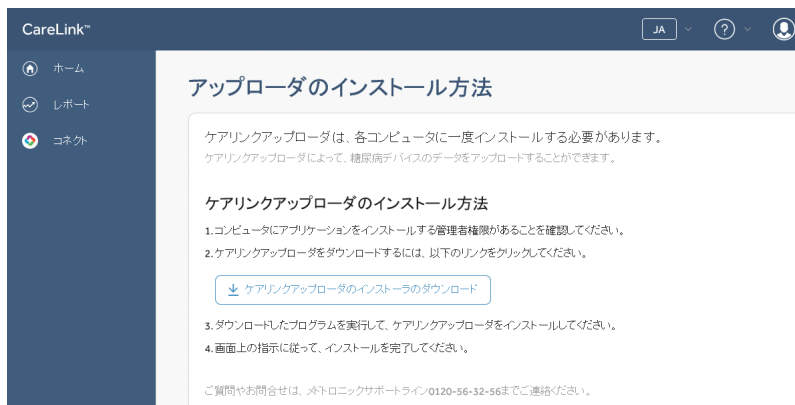 CareLink™
JA
?
ホーム
レポート
コネクト
アップローダのインストール方法
ケアリンクアップローダは、各コンピュータに一度インストールする必要があります。
ケアリンクアップローダによって、糖尿病デバイスのデータをアップロードすることができます。
ケアリンクアップローダのインストール方法
1.コンピュータにアプリケーションをインストールする管理者権限があることを確認してください。
2.ケアリンクアップローダをダウンロードするには、以下のリンクをクリックしてください。
ケアリンクアップローダのインストーラのダウンロード
3.ダウンロードしたプログラムを実行して、ケアリンクアップローダをインストールしてください。
4.画面上の指示に従って、インストールを完了してください。
ご質問やお問合せは、メドトロニックサポートライン0120-56-32-56までご連絡ください。